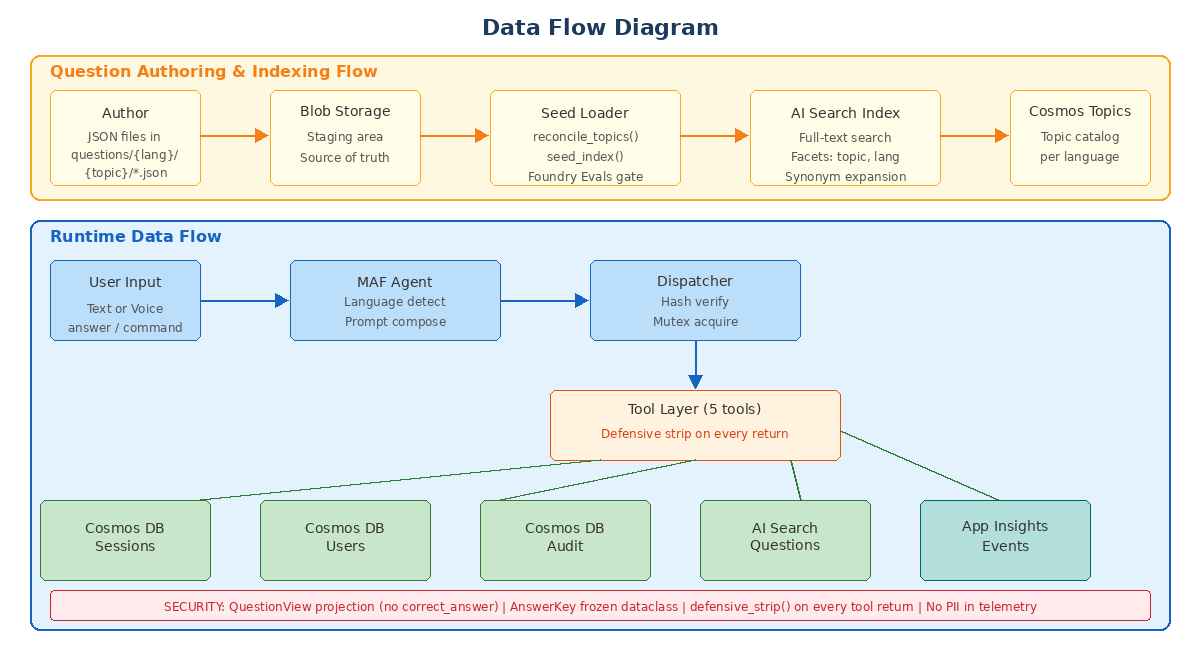 Data Flow Diagram
Question Authoring & Indexing Flow
Author
JSON files in
questions/{lang}/
{topic}/*.json
Blob Storage
Staging area
Source of truth
Seed Loader
reconcile_topics()
seed_index()
Foundry Evals gate
AI Search Index
Full-text search
Facets: topic, lang
Synonym expansion
Cosmos Topics
Topic catalog
per language
Runtime Data Flow
User Input
Text or Voice
answer / command
MAF Agent
Language detect
Prompt compose
Dispatcher
Hash verify
Mutex acquire
Tool Layer (5 tools)
Defensive strip on every return
Cosmos DB
Sessions
Cosmos DB
Users
Cosmos DB
Audit
AI Search
Questions
App Insights
Events
SECURITY: QuestionView projection (no correct_answer) | AnswerKey frozen dataclass | defensive_strip() on every tool return | No PII in telemetry